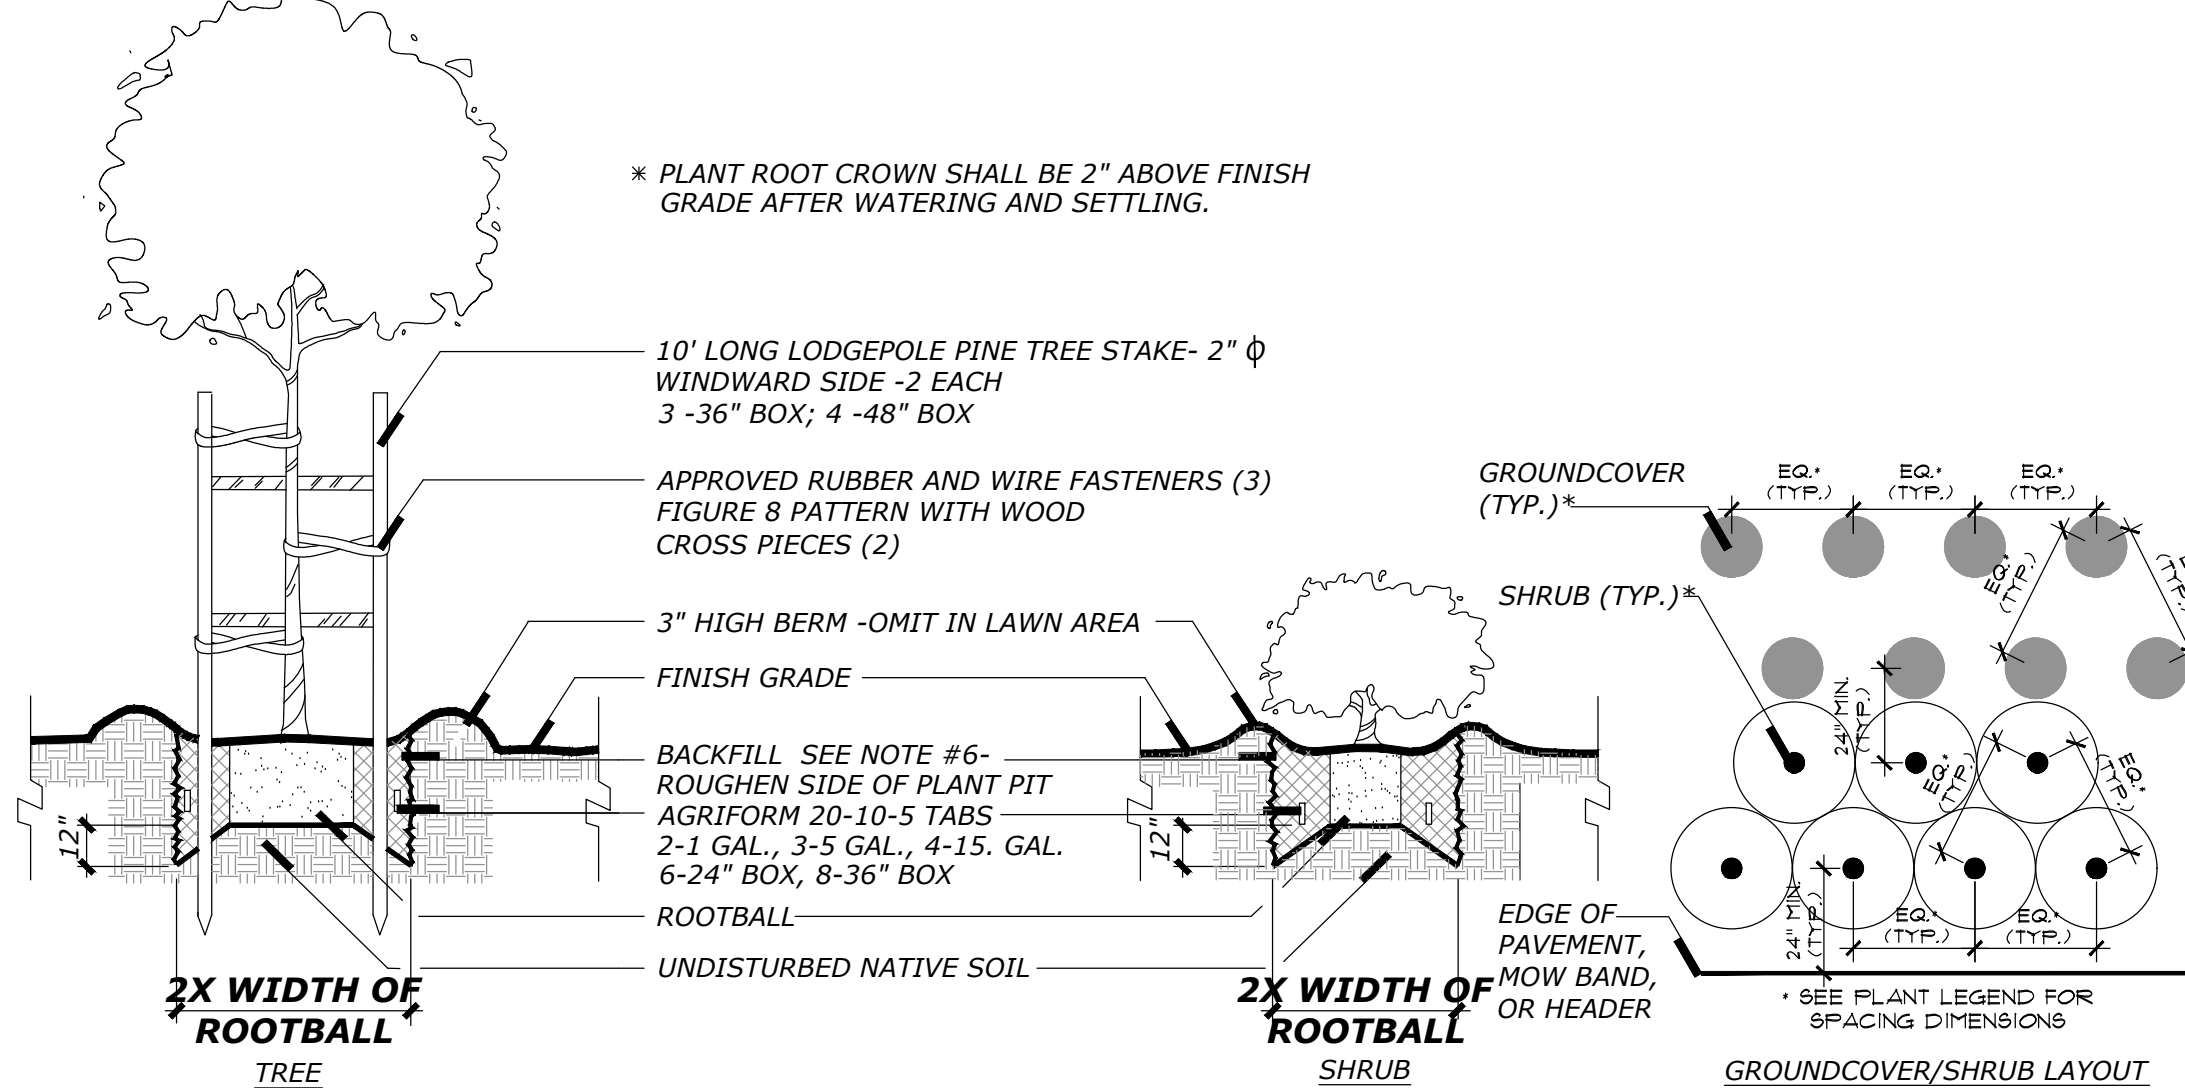 * PLANT ROOT CROWN SHALL BE 2" ABOVE FINISH
GRADE AFTER WATERING AND SETTLING.
10' LONG LODGEPOLE PINE TREE STAKE- 2" ϕ
WINDWARD SIDE -2 EACH
3 -36" BOX; 4 -48" BOX
APPROVED RUBBER AND WIRE FASTENERS (3)
FIGURE 8 PATTERN WITH WOOD
CROSS PIECES (2)
3" HIGH BERM -OMIT IN LAWN AREA
FINISH GRADE
BACKFILL SEE NOTE #6-
ROUGHEN SIDE OF PLANT PIT
AGRIFORM 20-10-5 TABS
2-1 GAL., 3-5 GAL., 4-15. GAL.
6-24" BOX, 8-36" BOX
ROOTBALL
UNDISTURBED NATIVE SOIL
12"
2X WIDTH OF
ROOTBALL
TREE
12"
2X WIDTH OF
ROOTBALL
SHRUB
GROUNDCOVER
(TYP.)*
SHRUB (TYP.)*
EDGE OF
PAVEMENT,
MOW BAND,
OR HEADER
EQ.*
(TYP.)
EQ.*
(TYP.)
EQ.*
(TYP.)
EQ.*
(TYP.)
(TYP.)
24" MIN.
(TYP.)
EQ.*
(TYP.)
EQ.*
(TYP.)
24" MIN.
(TYP.)
EQ.*
(TYP.)
EQ.*
(TYP.)
* SEE PLANT LEGEND FOR
SPACING DIMENSIONS
GROUNDCOVER/SHRUB LAYOUT